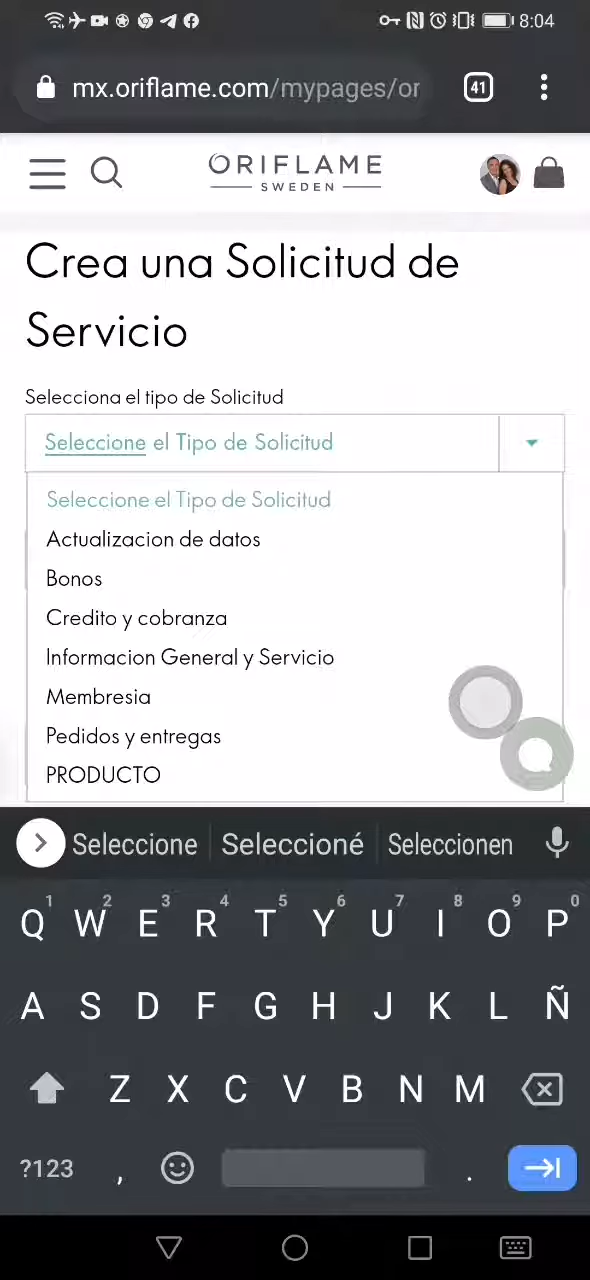 8:04
mx.oriflame.com/mypages/or
41
ORIFLAME
SWEDEN
Crea una Solicitud de
Servicio
Selecciona el tipo de Solicitud
Seleccione el Tipo de Solicitud
Seleccione el Tipo de Solicitud
Actualizacion de datos
Bonos
Credito y cobranza
Informacion General y Servicio
Membresia
Pedidos y entregas
PRODUCTO
Seleccione Seleccioné Seleccionen
1 2 3 4 5 6 7 8 9 0
Q W E R T Y U I O P
A S D F G H J K L Ñ
Z X C V B N M
?123 , .